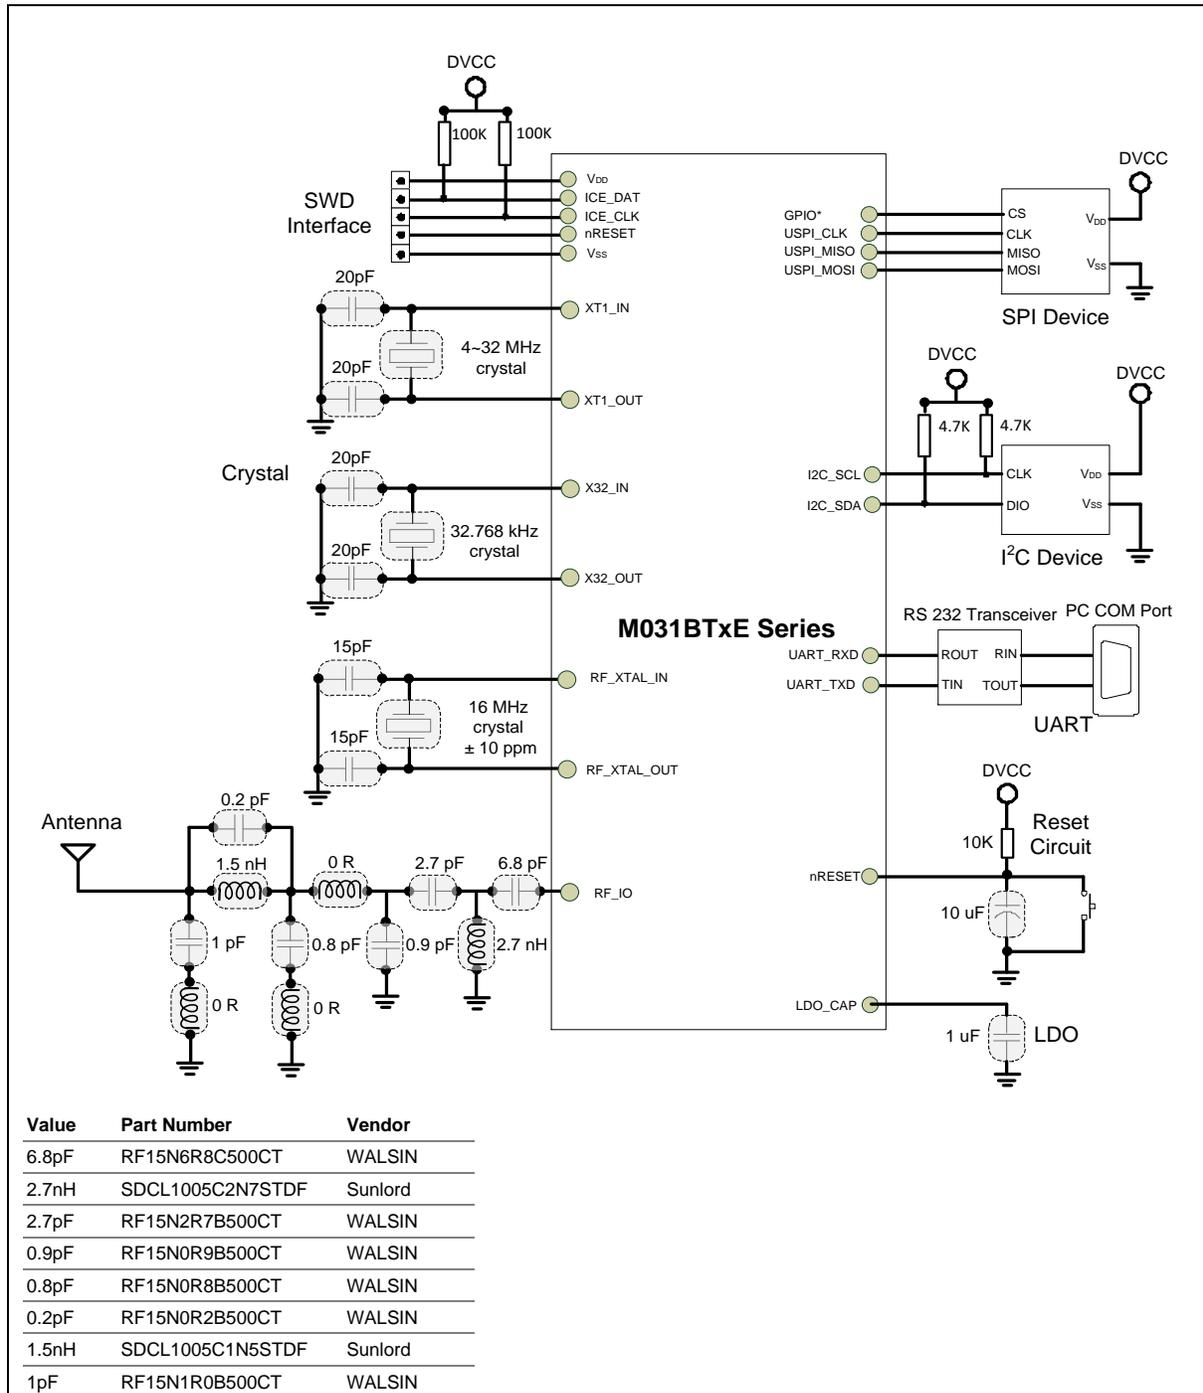 DVCC
100K 100K
SWD
Interface
VDD
ICE_DAT
ICE_CLK
nRESET
VSS
20pF
XT1_IN
4~32 MHz
crystal
20pF
XT1_OUT
Crystal
20pF
X32_IN
32.768 kHz
crystal
20pF
X32_OUT
15pF
RF_XTAL_IN
16 MHz
crystal
± 10 ppm
15pF
RF_XTAL_OUT
Antenna
0.2 pF
1.5 nH
0 R
2.7 pF
6.8 pF
RF_IO
1 pF
0.8 pF
0.9 pF
2.7 nH
0 R
0 R
M031BTxE Series
GPIO*
USPI_CLK
USPI_MISO
USPI_MOSI
CS
CLK
MISO
MOSI
DVCC
VDD
VSS
SPI Device
DVCC
4.7K 4.7K
DVCC
I2C_SCL
I2C_SDA
CLK
DIO
VDD
VSS
I2C Device
RS 232 Transceiver
PC COM Port
UART_RXD
UART_TXD
ROUT RIN
TIN TOUT
UART
DVCC
10K
Reset
Circuit
nRESET
10 uF
LDO_CAP
1 uF
LDO
Value Part Number Vendor
6.8pF RF15N6R8C500CT WALSIN
2.7nH SDCL1005C2N7STDF Sunlord
2.7pF RF15N2R7B500CT WALSIN
0.9pF RF15N0R9B500CT WALSIN
0.8pF RF15N0R8B500CT WALSIN
0.2pF RF15N0R2B500CT WALSIN
1.5nH SDCL1005C1N5STDF Sunlord
1pF RF15N1R0B500CT WALSIN